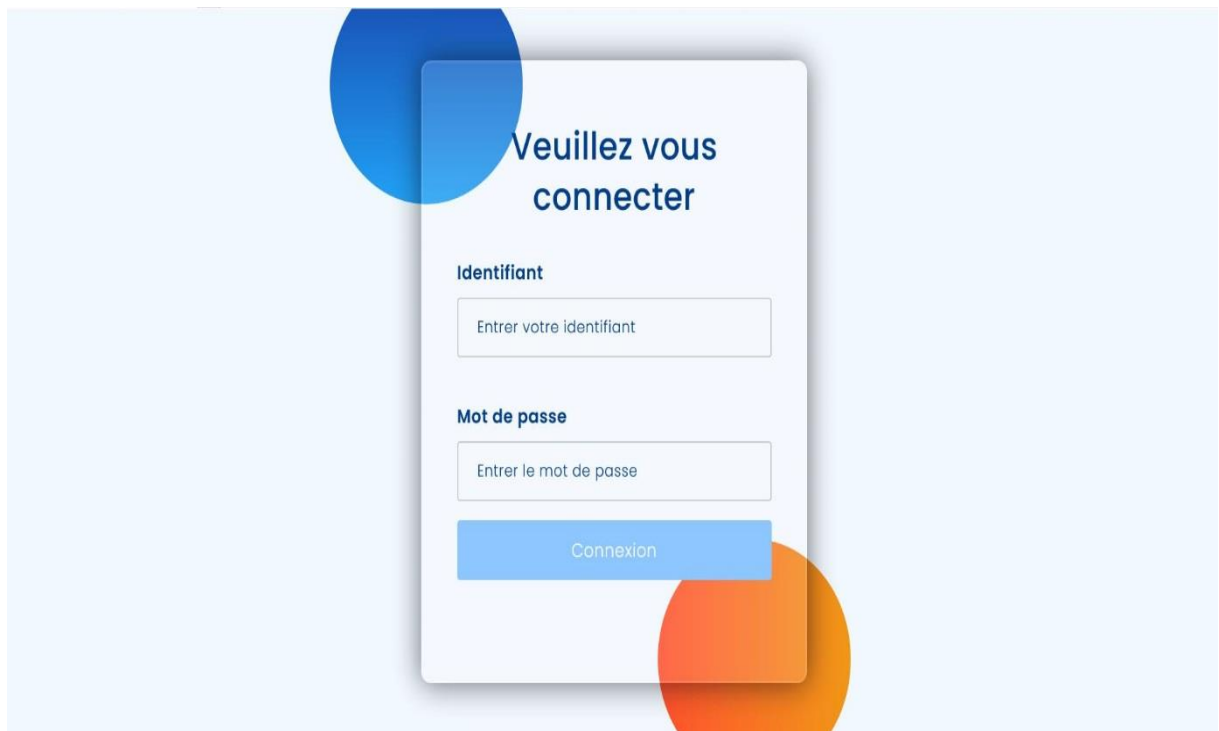 Veuillez vous
connecter
Identifiant
Entrer votre identifiant
Mot de passe
Entrer le mot de passe
Connexion